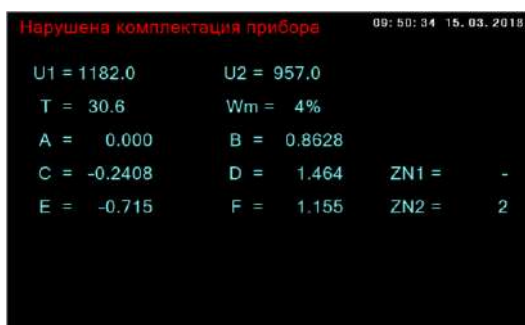 Нарушена комплектация прибора 09:50:34 15.03.2018
U1 = 1182.0 U2 = 957.0
T = 30.6 Wm = 4%
A = 0.000 B = 0.8628
C = -0.2408 D = 1.464 ZN1 = -
E = -0.715 F = 1.155 ZN2 = 2